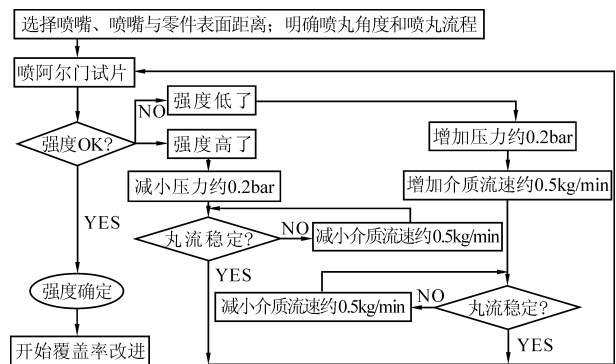 选择喷嘴、喷嘴与零件表面距离；明确喷丸角度和喷丸流程
喷阿尔门试片
NO
强度低了
强度OK?
强度高了
增加压力约0.2bar
减小压力约0.2bar
增加介质流速约0.5kg/min
YES
丸流稳定?
NO
减小介质流速约0.5kg/min
YES
强度确定
减小介质流速约0.5kg/min
NO
丸流稳定?
开始覆盖率改进
YES